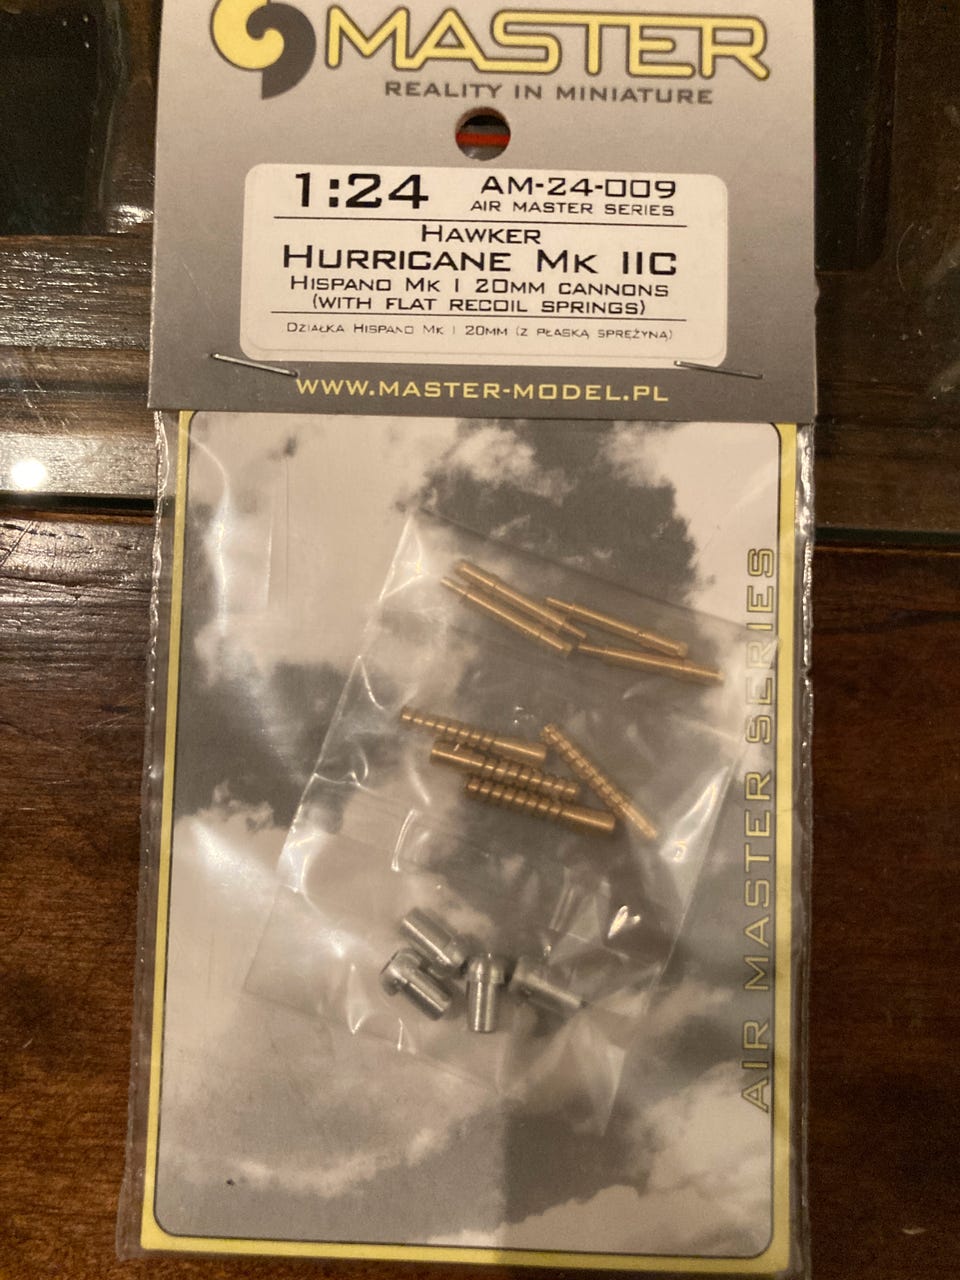 MASTER
REALITY IN MINIATURE
1:24
AM-24-009
AIR MASTER SERIES
HAWKER
HURRICANE MK IIC
HISPANO MK I 20MM CANNONS
(WITH FLAT RECOIL SPRINGS)
DZIAŁKA HISPANO MK I 20MM (Z PŁASKĄ SPRĘŻYNĄ)
WWW.MASTER-MODEL.PL
AIR MASTER SERIES